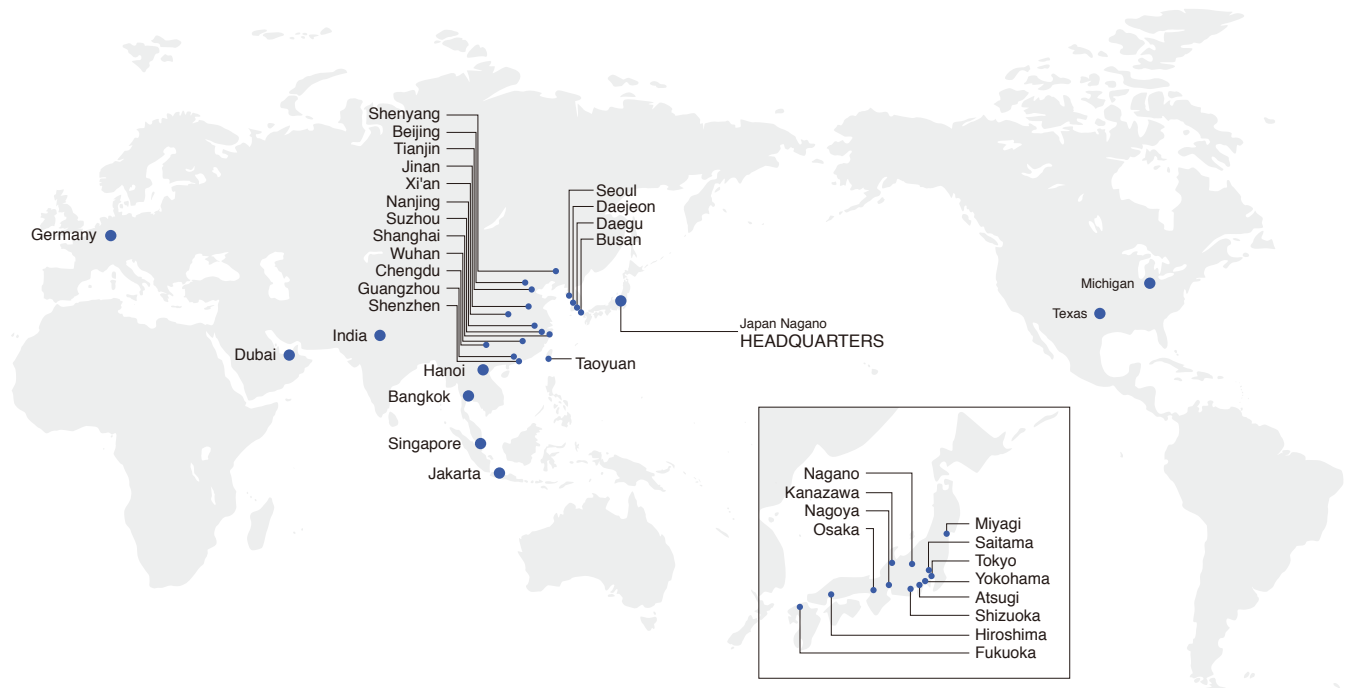 Shenyang
Beijing
Tianjin
Jinan
Xi'an
Nanjing
Suzhou
Shanghai
Wuhan
Chengdu
Guangzhou
Shenzhen
Seoul
Daejeon
Daegu
Busan
Germany
India
Dubai
Hanoi
Bangkok
Singapore
Jakarta
Taoyuan
Japan Nagano
HEADQUARTERS
Michigan
Texas
Nagano
Kanazawa
Nagoya
Osaka
Miyagi
Saitama
Tokyo
Yokohama
Atsugi
Shizuoka
Hiroshima
Fukuoka